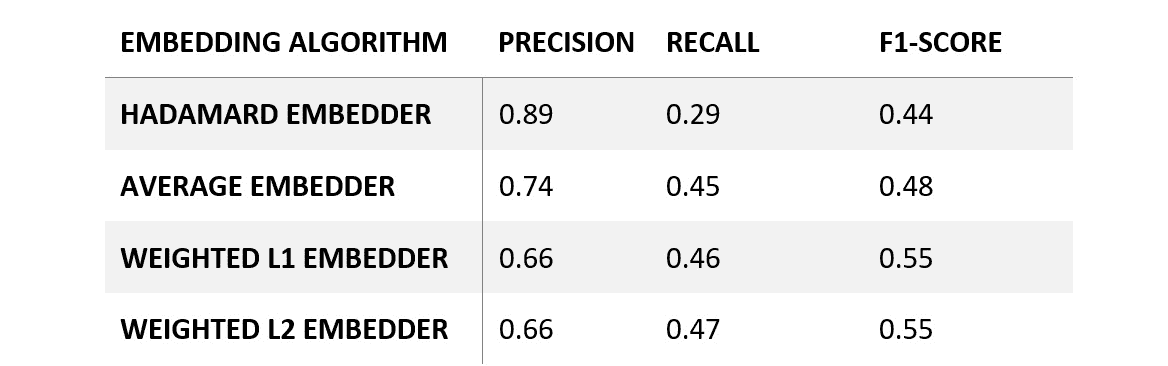 EMBEDDING ALGORITHM PRECISION RECALL F1-SCORE
HADAMARD EMBEDDER 0.89 0.29 0.44
AVERAGE EMBEDDER 0.74 0.45 0.48
WEIGHTED L1 EMBEDDER 0.66 0.46 0.55
WEIGHTED L2 EMBEDDER 0.66 0.47 0.55